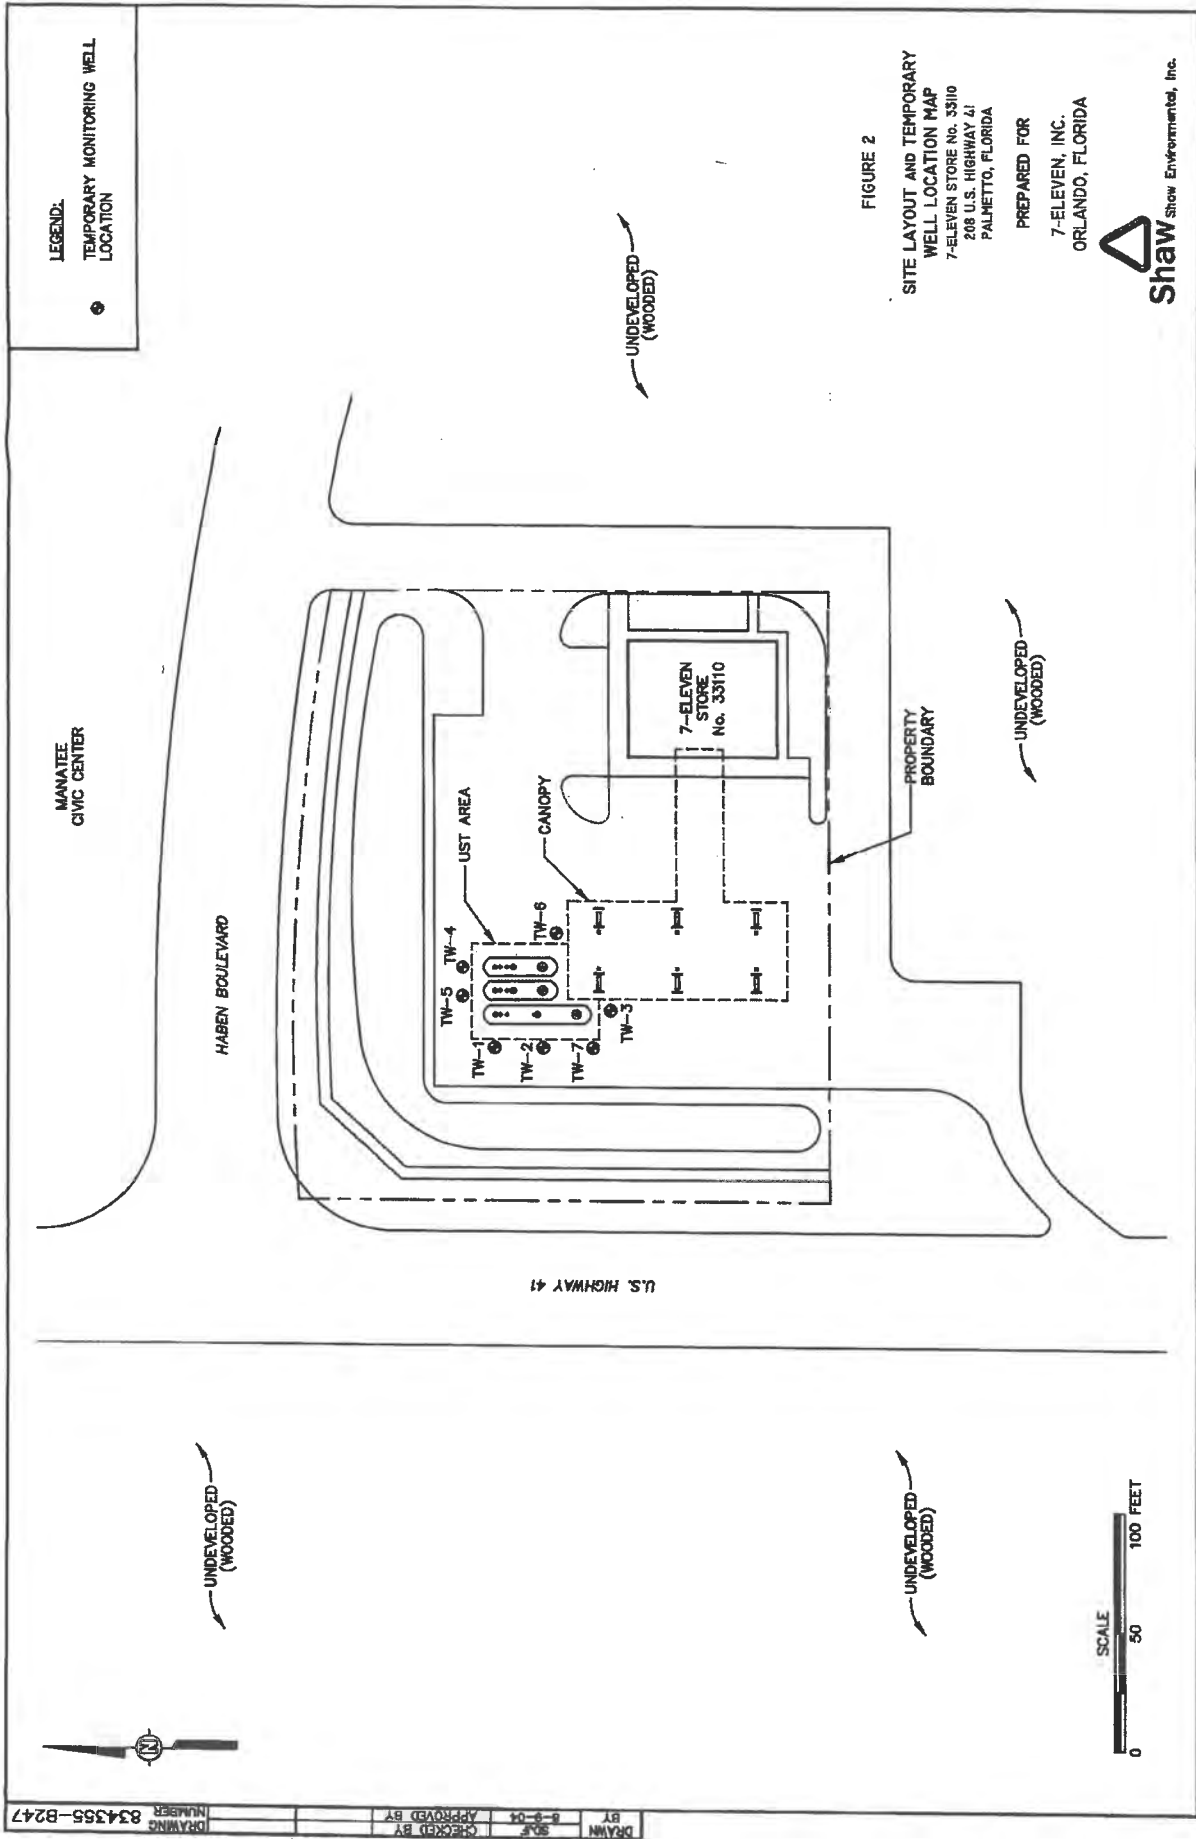 LEGEND:
TEMPORARY MONITORING WELL
LOCATION
MANATEE
CIVIC CENTER
HABEN BOULEVARD
U.S. HIGHWAY 41
UNDEVELOPED
(WOODED)
UNDEVELOPED
(WOODED)
UNDEVELOPED
(WOODED)
UNDEVELOPED
(WOODED)
TW-4
TW-5
TW-6
TW-1
TW-2
TW-7
TW-3
UST AREA
CANOPY
7-ELEVEN
STORE
No. 33110
PROPERTY
BOUNDARY
N
SCALE
0 50 100 FEET
FIGURE 2
SITE LAYOUT AND TEMPORARY
WELL LOCATION MAP
7-ELEVEN STORE No. 33110
208 U.S. HIGHWAY 41
PALMETTO, FLORIDA
PREPARED FOR
7-ELEVEN, INC.
ORLANDO, FLORIDA
Shaw Shaw Environmental, Inc.
DRAWN
BY
8-9-04
CHECKED BY
APPROVED BY
DRAWING
NUMBER
834355-B247